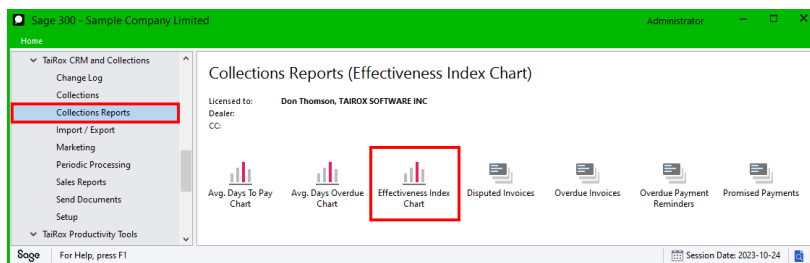 Sage 300 - Sample Company Limited
Administrator
Home
TaiRox CRM and Collections
Change Log
Collections
Collections Reports
Import / Export
Marketing
Periodic Processing
Sales Reports
Send Documents
Setup
TaiRox Productivity Tools
Collections Reports (Effectiveness Index Chart)
Licensed to: Don Thomson, TAIROX SOFTWARE INC
Dealer:
CC:
Avg. Days To Pay
Chart
Avg. Days Overdue
Chart
Effectiveness Index
Chart
Disputed Invoices
Overdue Invoices
Overdue Payment
Reminders
Promised Payments
Sage For Help, press F1
Session Date: 2023-10-24